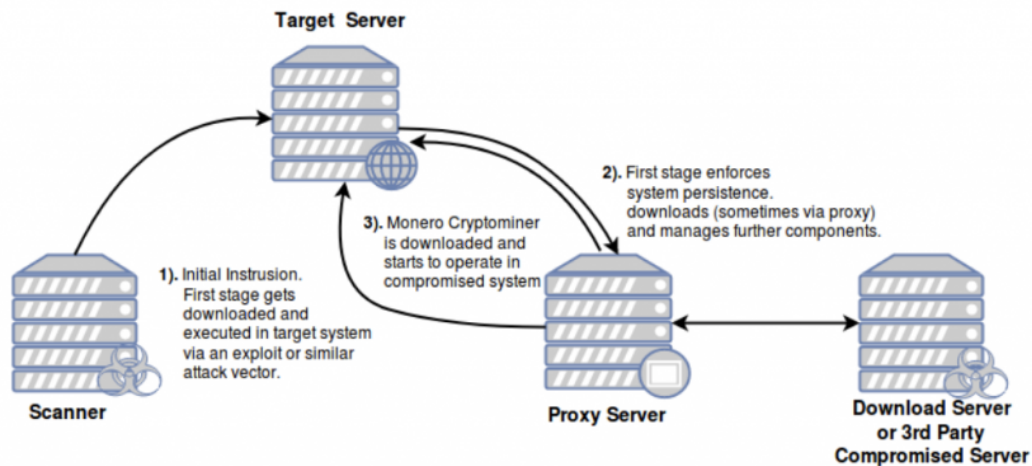 Target Server
2). First stage enforces
system persistence.
downloads (sometimes via proxy)
and manages further components.
3). Monero Cryptominer
is downloaded and
starts to operate in
compromised system
1). Initial Instrusion.
First stage gets
downloaded and
executed in target system
via an exploit or similar
attack vector.
Scanner
Proxy Server
Download Server
or 3rd Party
Compromised Server